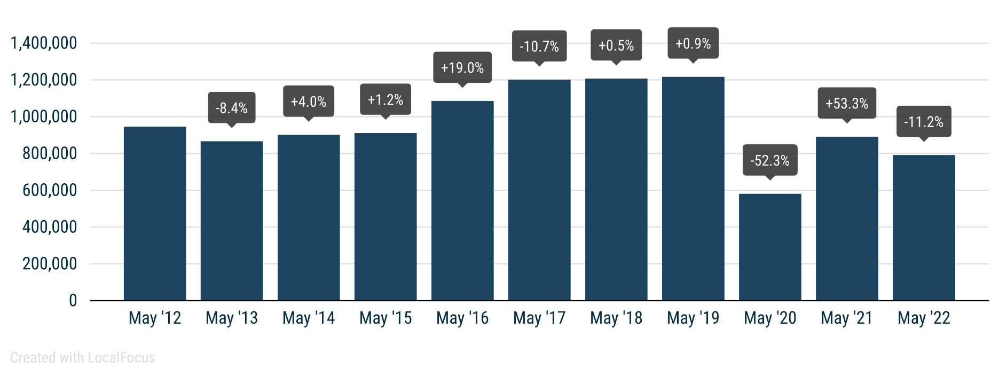 1,400,000
1,200,000
1,000,000
800,000
600,000
400,000
200,000
0
-8.4%
+4.0%
+1.2%
+19.0%
-10.7%
+0.5%
+0.9%
-52.3%
+53.3%
-11.2%
May '12
May '13
May '14
May '15
May '16
May '17
May '18
May '19
May '20
May '21
May '22
Created with LocalFocus